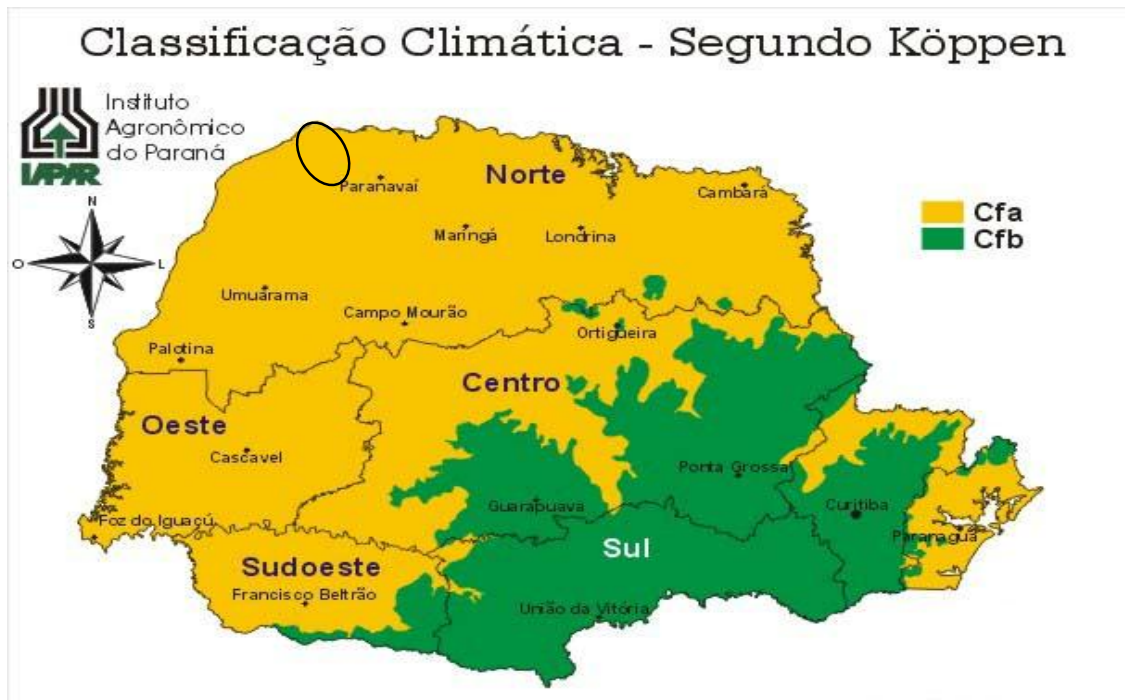 Classificação Climática - Segundo Köppen
Instituto
Agronômico
do Paraná
IAPAR
N
O
L
S
Cfa
Cfb
Norte
Paranavaí
Cambará
Maringá
Londrina
Umuarama
Campo Mourão
Ortigueira
Palotina
Centro
Oeste
Cascavel
Ponta Grossa
Guarapuava
Curitiba
Foz do Iguaçú
Paranaguá
Sul
Sudoeste
Francisco Beltrão
União da Vitória